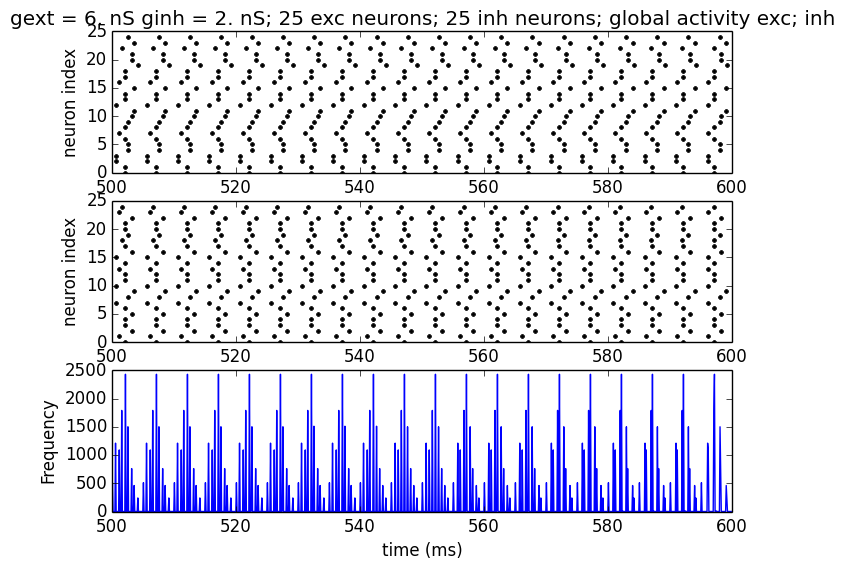 gext = 6. nS ginh = 2. nS; 25 exc neurons; 25 inh neurons; global activity exc; inh
25
20
15
10
5
0
neuron index
500 520 540 560 580 600
25
20
15
10
5
0
neuron index
500 520 540 560 580 600
2500
2000
1500
1000
500
0
Frequency
500 520 540 560 580 600
time (ms)